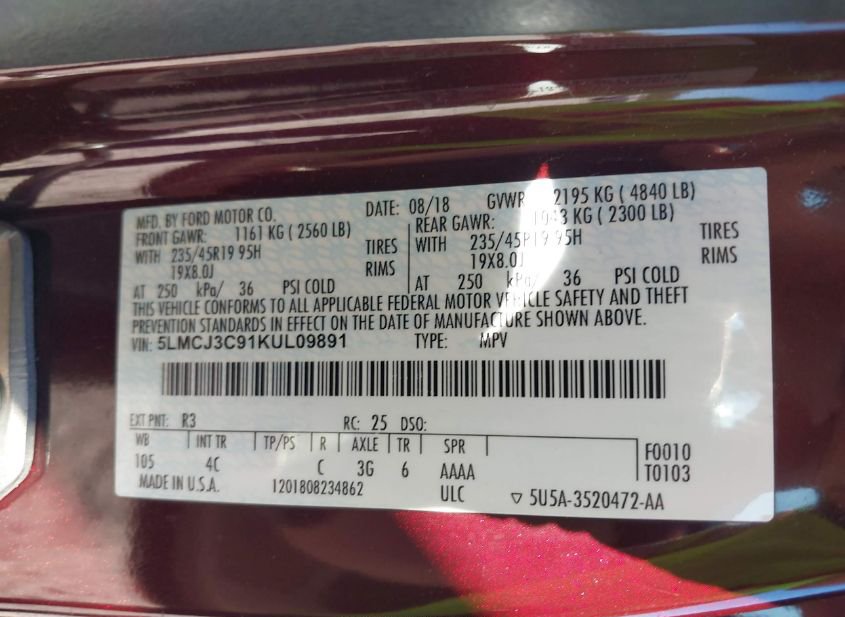 MFD. BY FORD MOTOR CO. DATE: 08/18 GVWR 2195 KG ( 4840 LB)
FRONT GAWR: 1161 KG ( 2560 LB) REAR GAWR: 1043 KG ( 2300 LB)
WITH 235/45R19 95H TIRES WITH 235/45R19 95H TIRES
19X8.0J RIMS 19X8.0J RIMS
AT 250 kPa/ 36 PSI COLD AT 250 kPa/ 36 PSI COLD
THIS VEHICLE CONFORMS TO ALL APPLICABLE FEDERAL MOTOR VEHICLE SAFETY AND THEFT
PREVENTION STANDARDS IN EFFECT ON THE DATE OF MANUFACTURE SHOWN ABOVE.
VIN: 5LMCJ3C91KUL09891 TYPE: MPV
EXT PNT: R3 RC: 25 DSO:
WB INT TR TP/PS R AXLE TR SPR F0010
105 4C C 3G 6 AAAA T0103
MADE IN U.S.A. 1201808234862 ULC ▽ 5U5A-3520472-AA